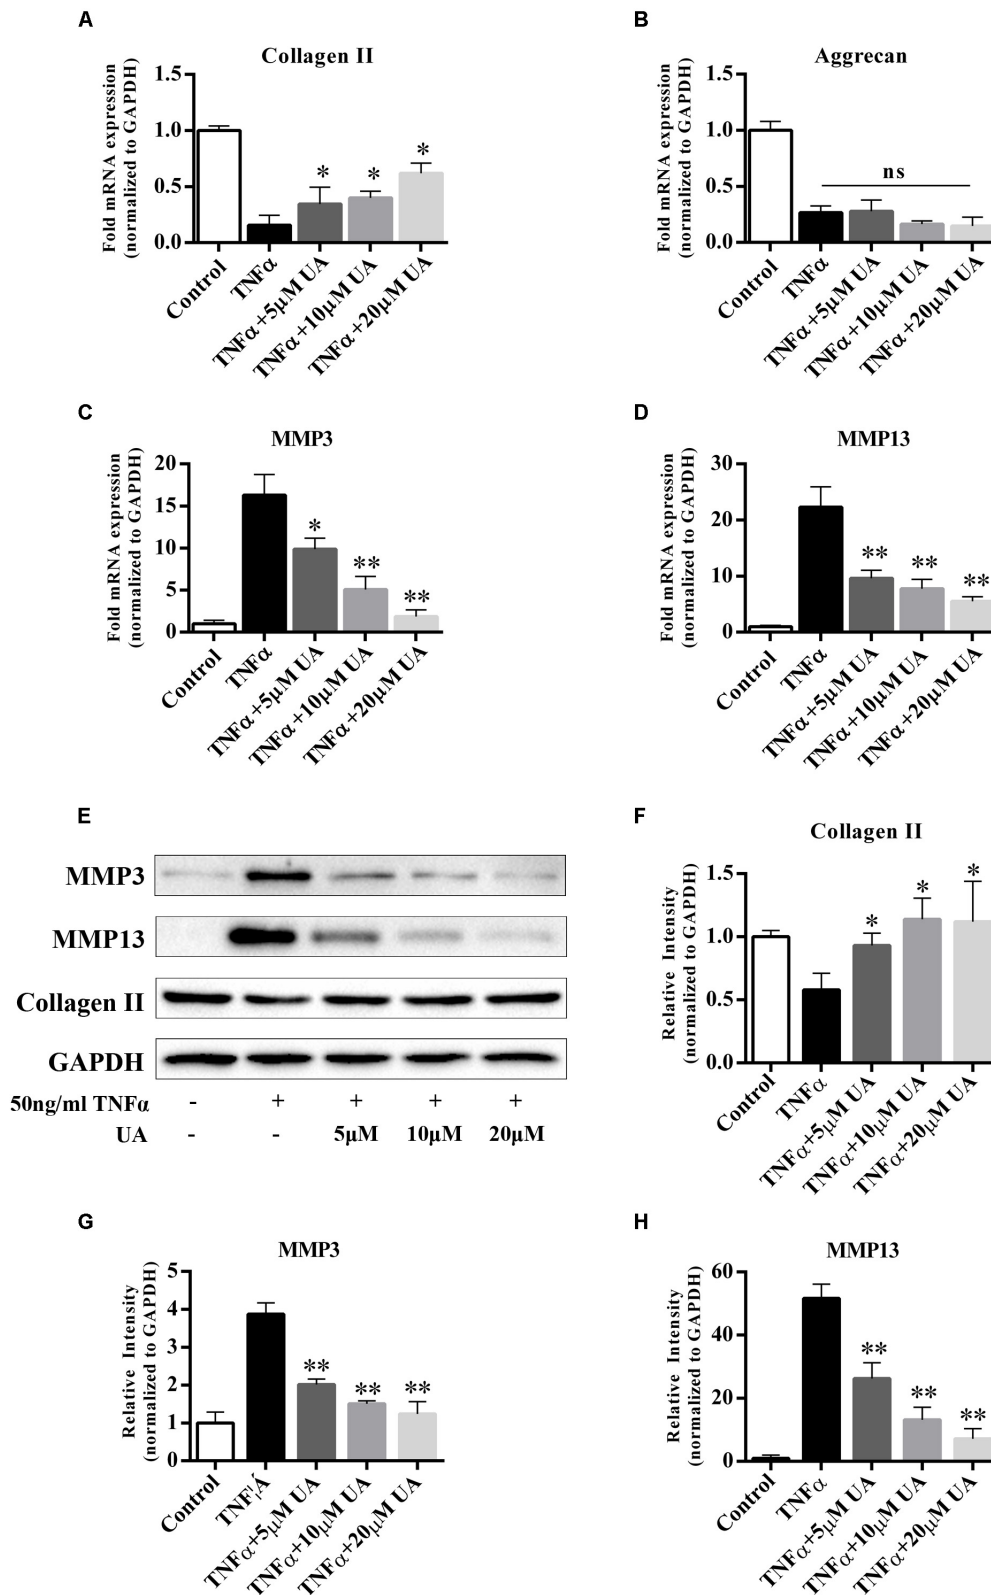 A
Collagen II
Fold mRNA expression
(normalized to GAPDH)
1.5
1.0
0.5
0.0
* * *
Control
TNFα
TNFα+5μM UA
TNFα+10μM UA
TNFα+20μM UA
B
Aggrecan
Fold mRNA expression
(normalized to GAPDH)
1.5
1.0
0.5
0.0
ns
Control
TNFα
TNFα+5μM UA
TNFα+10μM UA
TNFα+20μM UA
C
MMP3
Fold mRNA expression
(normalized to GAPDH)
20
15
10
5
0
* ** **
Control
TNFα
TNFα+5μM UA
TNFα+10μM UA
TNFα+20μM UA
D
MMP13
Fold mRNA expression
(normalized to GAPDH)
30
20
10
0
** ** **
Control
TNFα
TNFα+5μM UA
TNFα+10μM UA
TNFα+20μM UA
E
MMP3
MMP13
Collagen II
GAPDH
50ng/ml TNFα - + + + +
UA - - 5μM 10μM 20μM
F
Collagen II
Relative Intensity
(normalized to GAPDH)
1.5
1.0
0.5
0.0
* * *
Control
TNFα
TNFα+5μM UA
TNFα+10μM UA
TNFα+20μM UA
G
MMP3
Relative Intensity
(normalized to GAPDH)
5
4
3
2
1
0
** ** **
Control
TNF¦Á
TNFα+5μM UA
TNFα+10μM UA
TNFα+20μM UA
H
MMP13
Relative Intensity
(normalized to GAPDH)
60
40
20
0
** ** **
Control
TNFα
TNFα+5μM UA
TNFα+10μM UA
TNFα+20μM UA